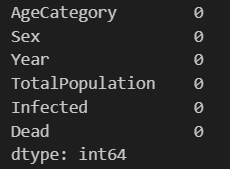 AgeCategory 0
Sex 0
Year 0
TotalPopulation 0
Infected 0
Dead 0
dtype: int64